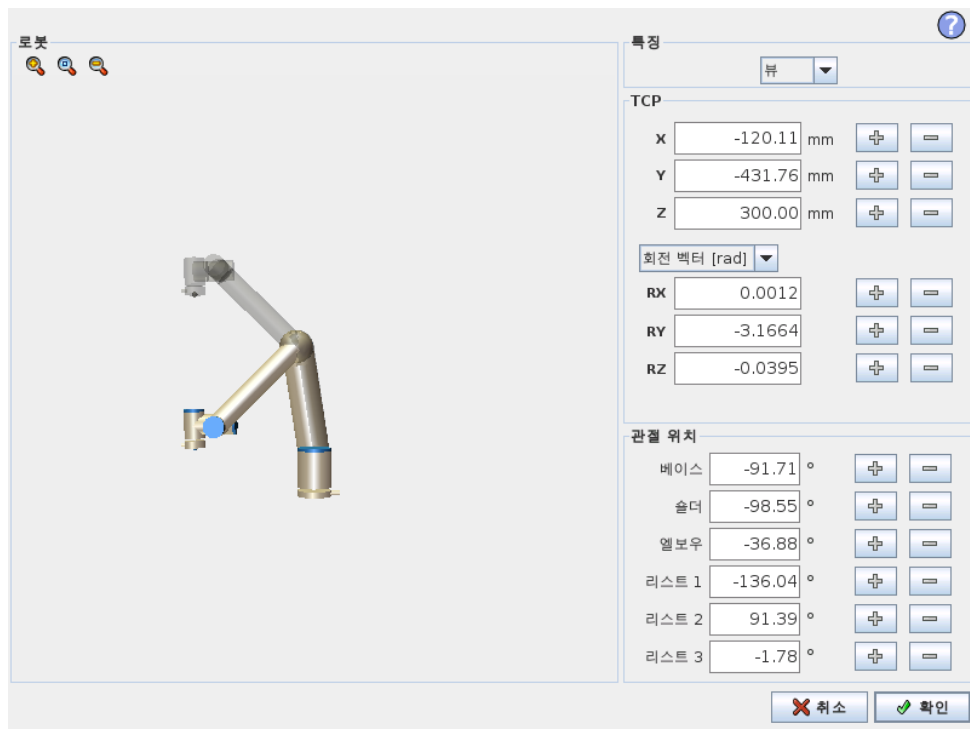 로봇
특징
뷰
TCP
X -120.11 mm
Y -431.76 mm
Z 300.00 mm
회전 벡터 [rad]
RX 0.0012
RY -3.1664
RZ -0.0395
관절 위치
베이스 -91.71 °
숄더 -98.55 °
엘보우 -36.88 °
리스트 1 -136.04 °
리스트 2 91.39 °
리스트 3 -1.78 °
취소 확인